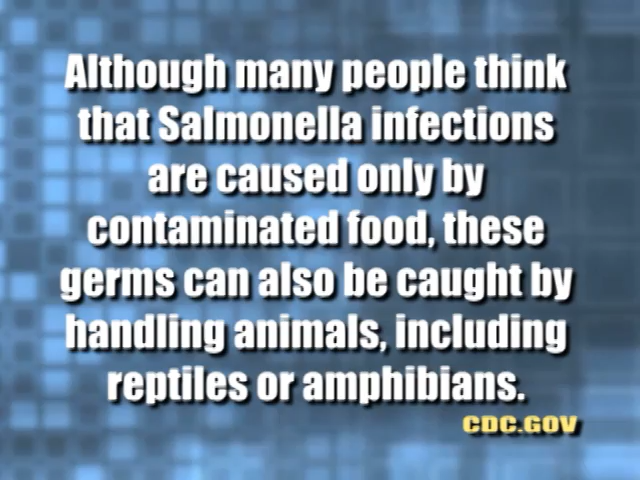 Although many people think
that Salmonella infections
are caused only by
contaminated food, these
germs can also be caught by
handling animals, including
reptiles or amphibians.
CDC.GOV